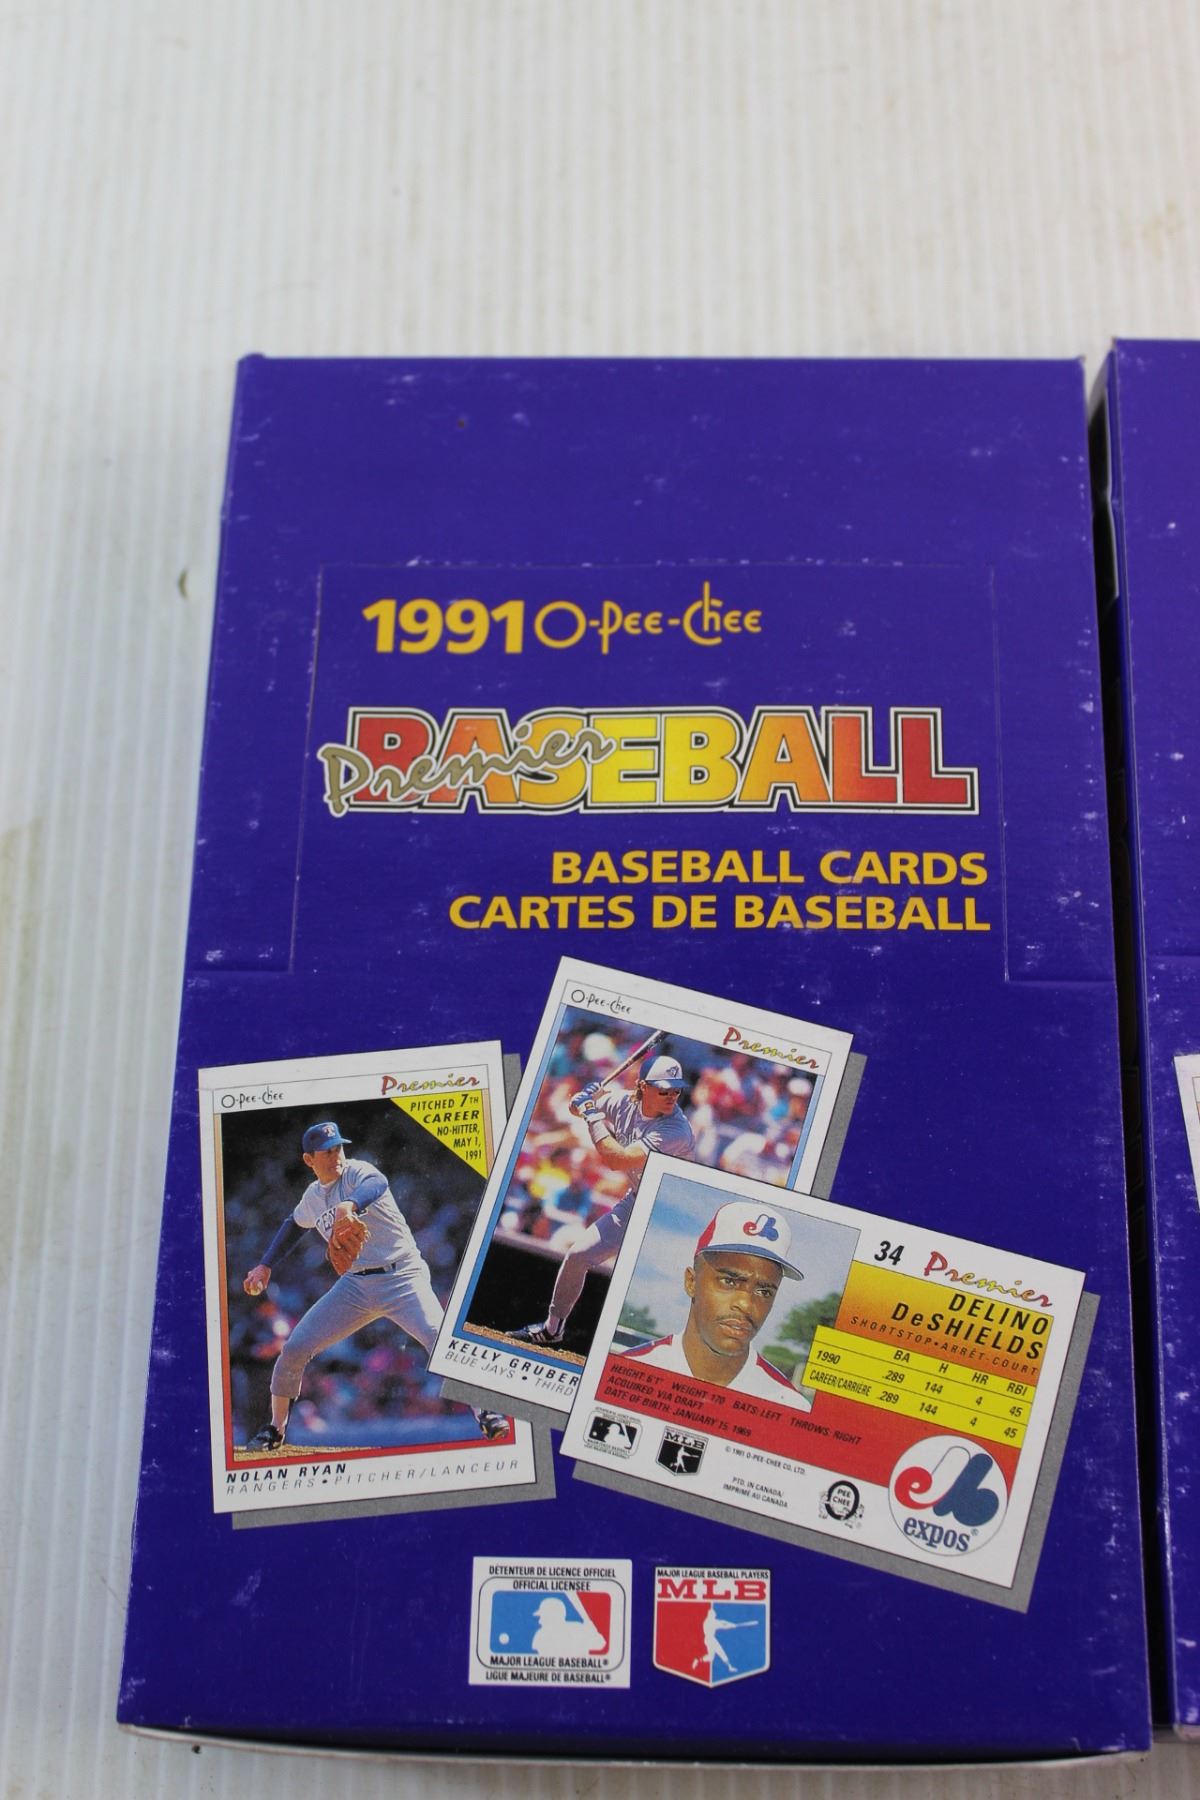 1991 O-Pee-Chee
Premier BASEBALL
BASEBALL CARDS
CARTES DE BASEBALL
O-Pee-Chee Premier
PITCHED 7TH
CAREER
NO-HITTER,
MAY 1,
1991
NOLAN RYAN
RANGERS • PITCHER/LANCEUR
O-Pee-Chee Premier
KELLY GRUBER
BLUE JAYS • THIRD
34 Premier
DELINO
DeSHIELDS
SHORTSTOP • ARRÊT-COURT
BA H HR RBI
1990 .289 144 4 45
CAREER/CARRIÈRE .289 144 4 45
HEIGHT: 6'1" WEIGHT: 170 BATS: LEFT THROWS: RIGHT
ACQUIRED: VIA DRAFT
DATE OF BIRTH: JANUARY 15, 1969
MLB
© 1991 O-PEE-CHEE CO. LTD.
PTD. IN CANADA/
IMPRIMÉ AU CANADA
O
PEE
CHEE
expos
DÉTENTEUR DE LICENCE OFFICIEL
OFFICIAL LICENSEE
MAJOR LEAGUE BASEBALL®
LIGUE MAJEURE DE BASEBALL®
MAJOR LEAGUE BASEBALL PLAYERS
MLB